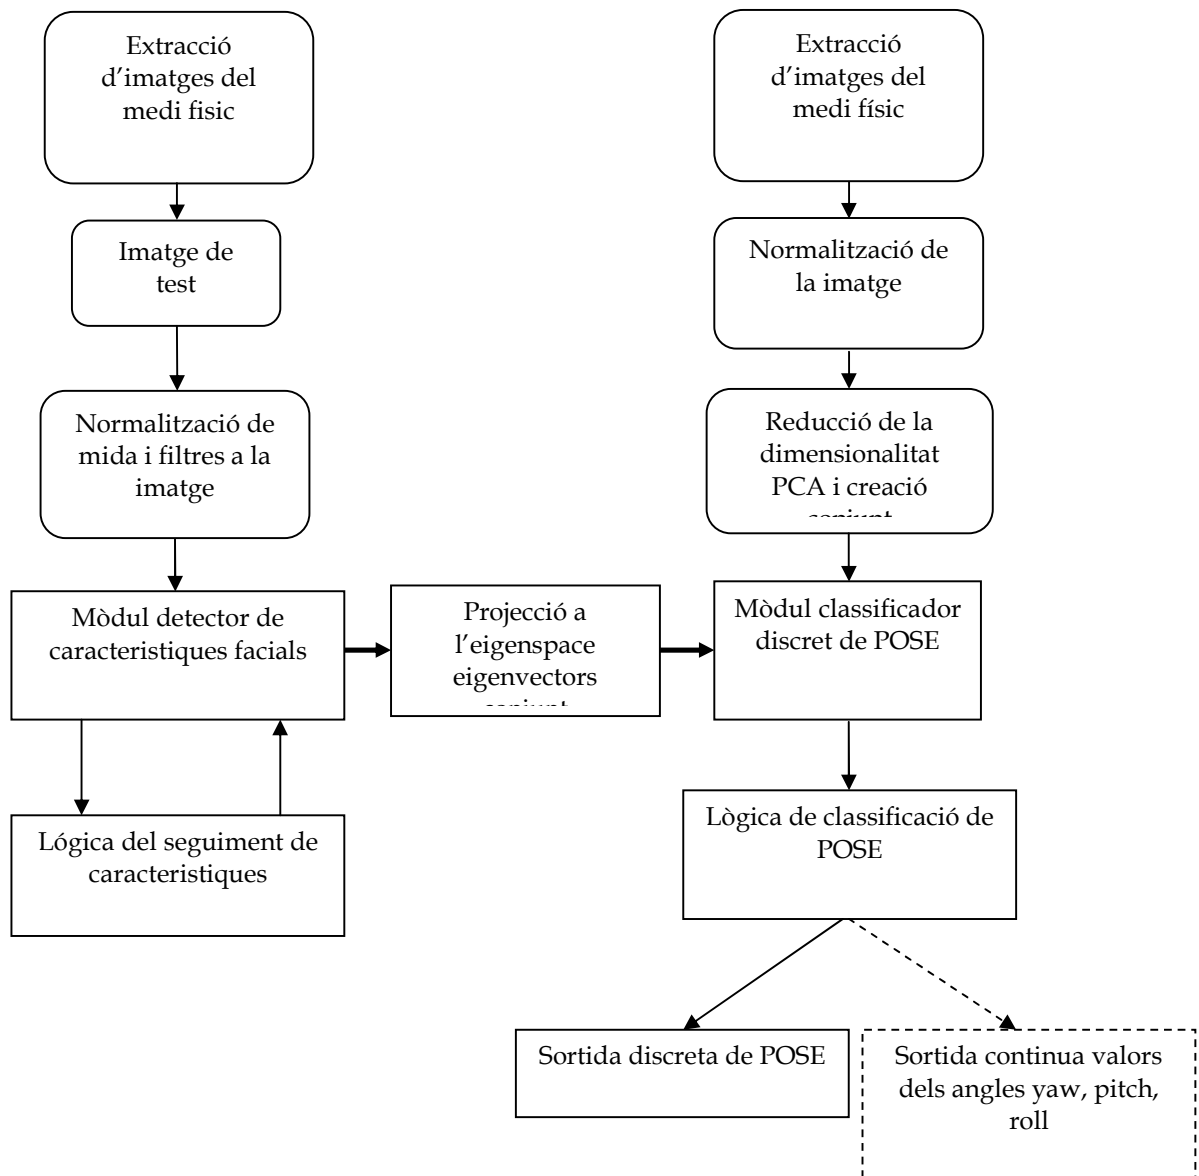 Extracció
d'imatges del
medi fisic
Extracció
d'imatges del
medi físic
Imatge de
test
Normalització de
la imatge
Normalització de
mida i filtres a la
imatge
Reducció de la
dimensionalitat
PCA i creació
Mòdul detector de
caracteristiques facials
Projecció a
l'eigenspace
eigenvectors
Mòdul classificador
discret de POSE
Lógica del seguiment de
caracteristiques
Lògica de classificació de
POSE
Sortida discreta de POSE
Sortida continua valors
dels angles yaw, pitch,
roll